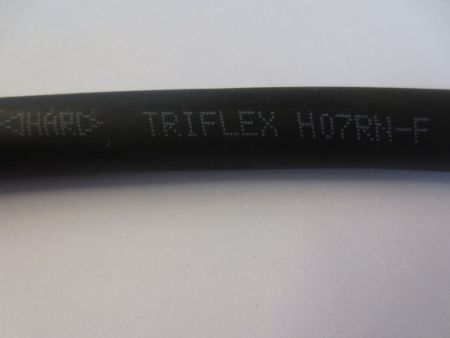 <HAR> TRIFLEX H07RN-F